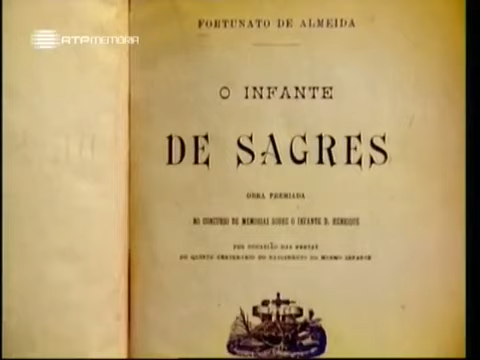 RTP MEMÓRIA
FORTUNATO DE ALMEIDA
O INFANTE
DE SAGRES
OBRA PREMIADA
NO CONCURSO DE MEMORIAS SOBRE O INFANTE D. HENRIQUE
POR OCCASIÃO DAS FESTAS
DO QUINTO CENTENARIO DO NASCIMENTO DO MESMO INFANTE